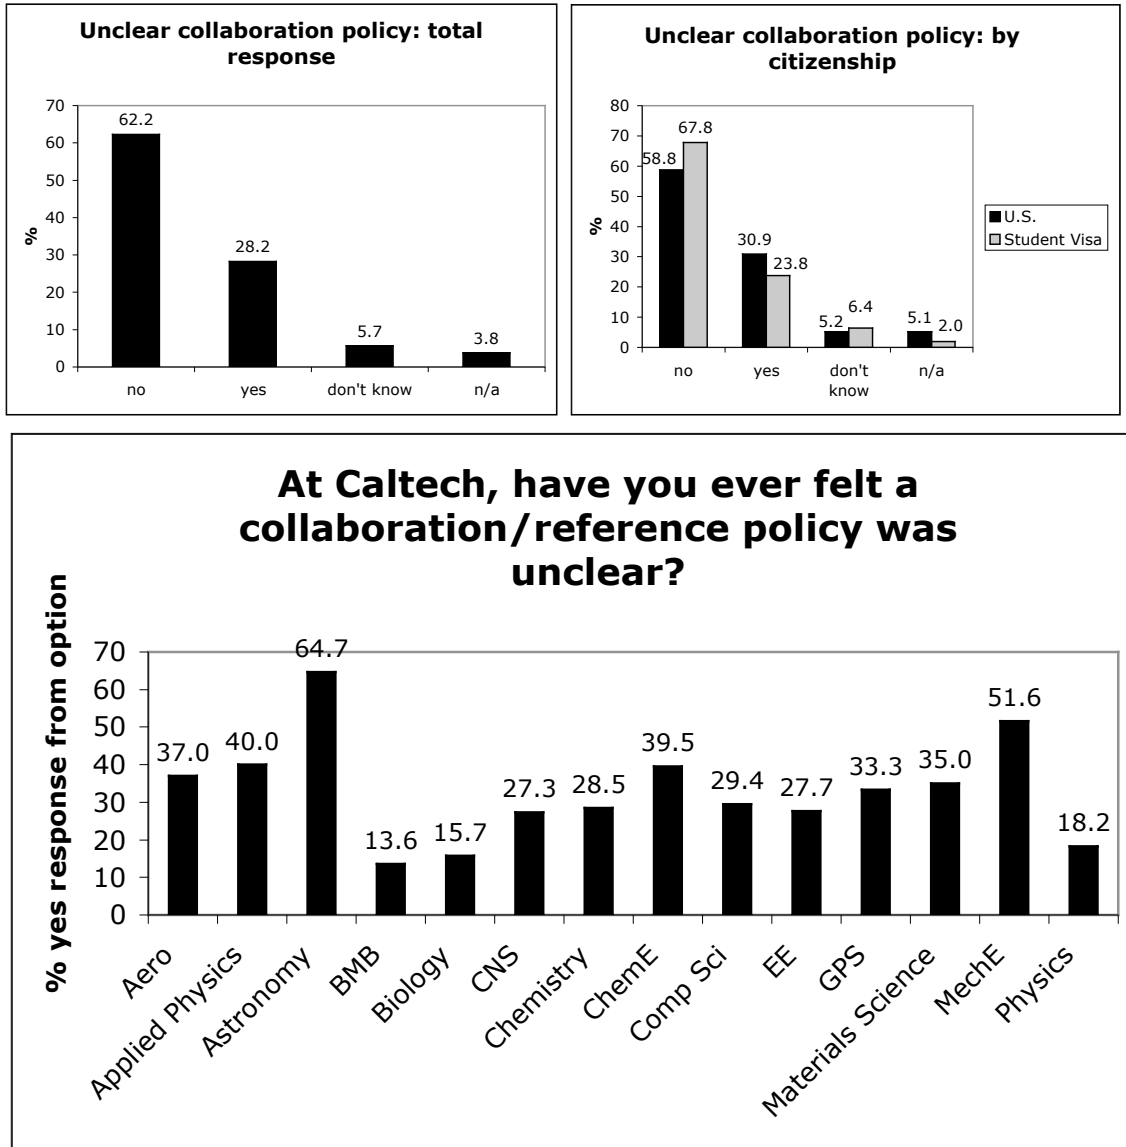 Unclear collaboration policy: total
response
70
60
50
40
30
20
10
0
%
62.2
28.2
5.7
3.8
no
yes
don't know
n/a
Unclear collaboration policy: by
citizenship
80
70
60
50
40
30
20
10
0
%
58.8
67.8
30.9
23.8
5.2
6.4
5.1
2.0
no
yes
don't
know
n/a
U.S.
Student Visa
At Caltech, have you ever felt a
collaboration/reference policy was
unclear?
% yes response from option
70
60
50
40
30
20
10
0
37.0
40.0
64.7
13.6
15.7
27.3
28.5
39.5
29.4
27.7
33.3
35.0
51.6
18.2
Aero
Applied Physics
Astronomy
BMB
Biology
CNS
Chemistry
ChemE
Comp Sci
EE
GPS
Materials Science
MechE
Physics